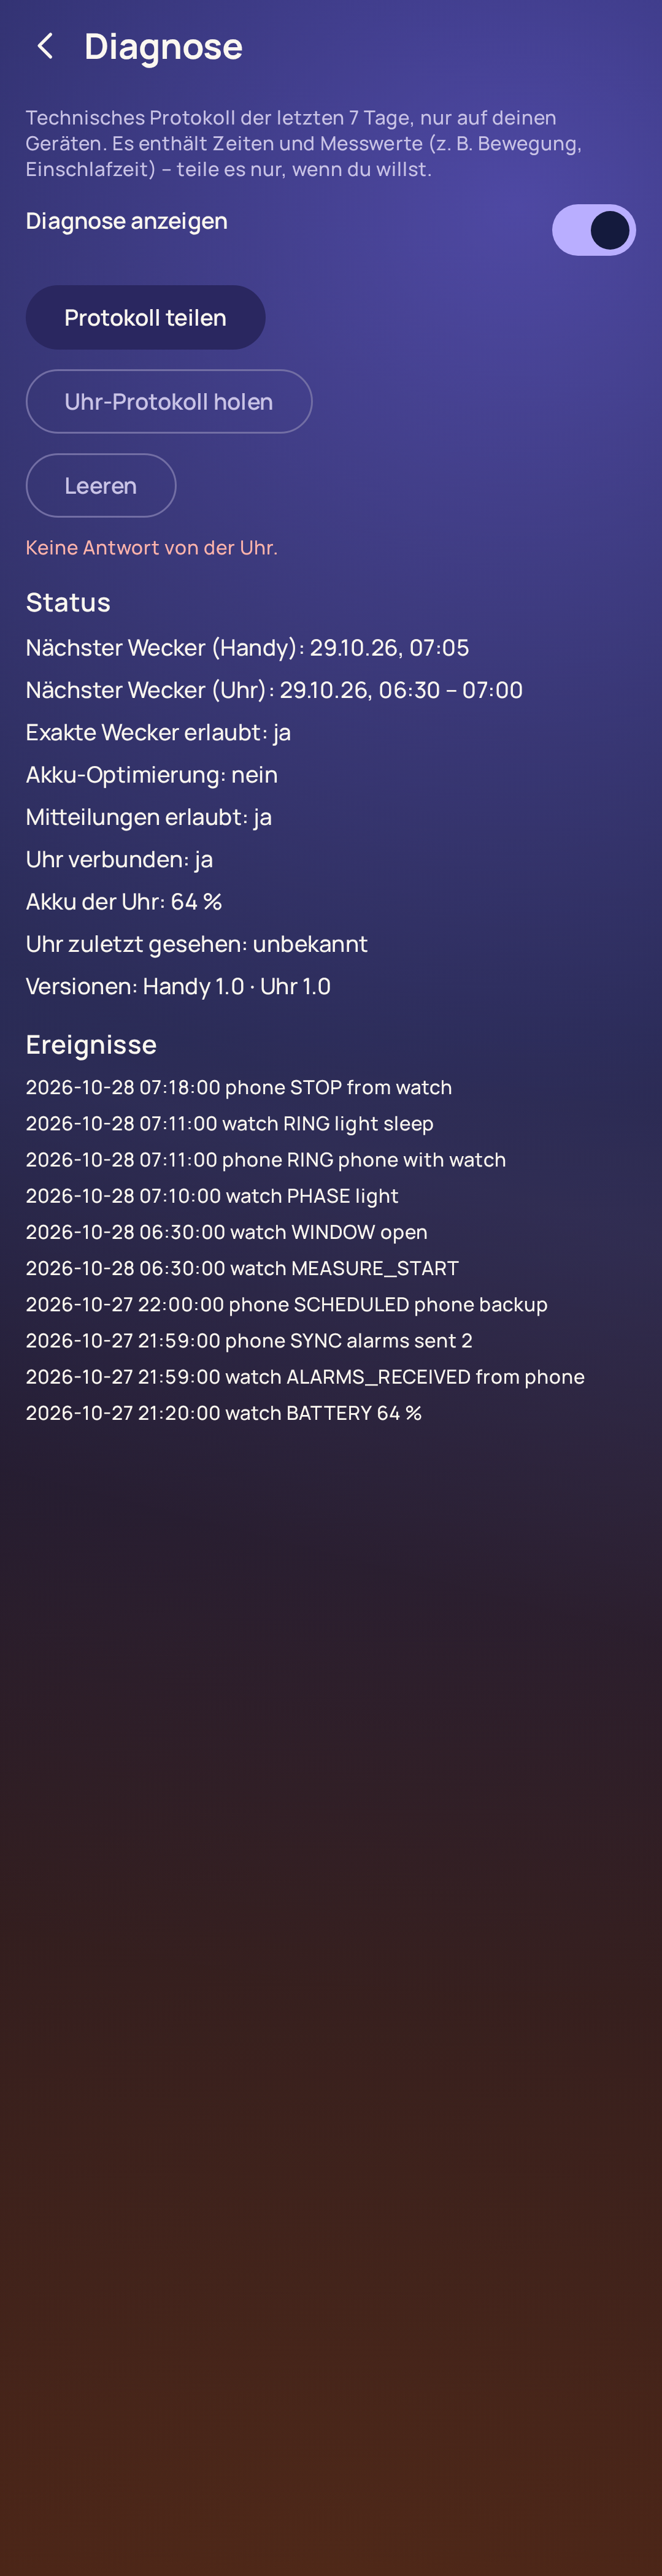 Diagnose
Technisches Protokoll der letzten 7 Tage, nur auf deinen
Geräten. Es enthält Zeiten und Messwerte (z. B. Bewegung,
Einschlafzeit) – teile es nur, wenn du willst.
Diagnose anzeigen
Protokoll teilen
Uhr-Protokoll holen
Leeren
Keine Antwort von der Uhr.
Status
Nächster Wecker (Handy): 29.10.26, 07:05
Nächster Wecker (Uhr): 29.10.26, 06:30 – 07:00
Exakte Wecker erlaubt: ja
Akku-Optimierung: nein
Mitteilungen erlaubt: ja
Uhr verbunden: ja
Akku der Uhr: 64 %
Uhr zuletzt gesehen: unbekannt
Versionen: Handy 1.0 · Uhr 1.0
Ereignisse
2026-10-28 07:18:00 phone STOP from watch
2026-10-28 07:11:00 watch RING light sleep
2026-10-28 07:11:00 phone RING phone with watch
2026-10-28 07:10:00 watch PHASE light
2026-10-28 06:30:00 watch WINDOW open
2026-10-28 06:30:00 watch MEASURE_START
2026-10-27 22:00:00 phone SCHEDULED phone backup
2026-10-27 21:59:00 phone SYNC alarms sent 2
2026-10-27 21:59:00 watch ALARMS_RECEIVED from phone
2026-10-27 21:20:00 watch BATTERY 64 %